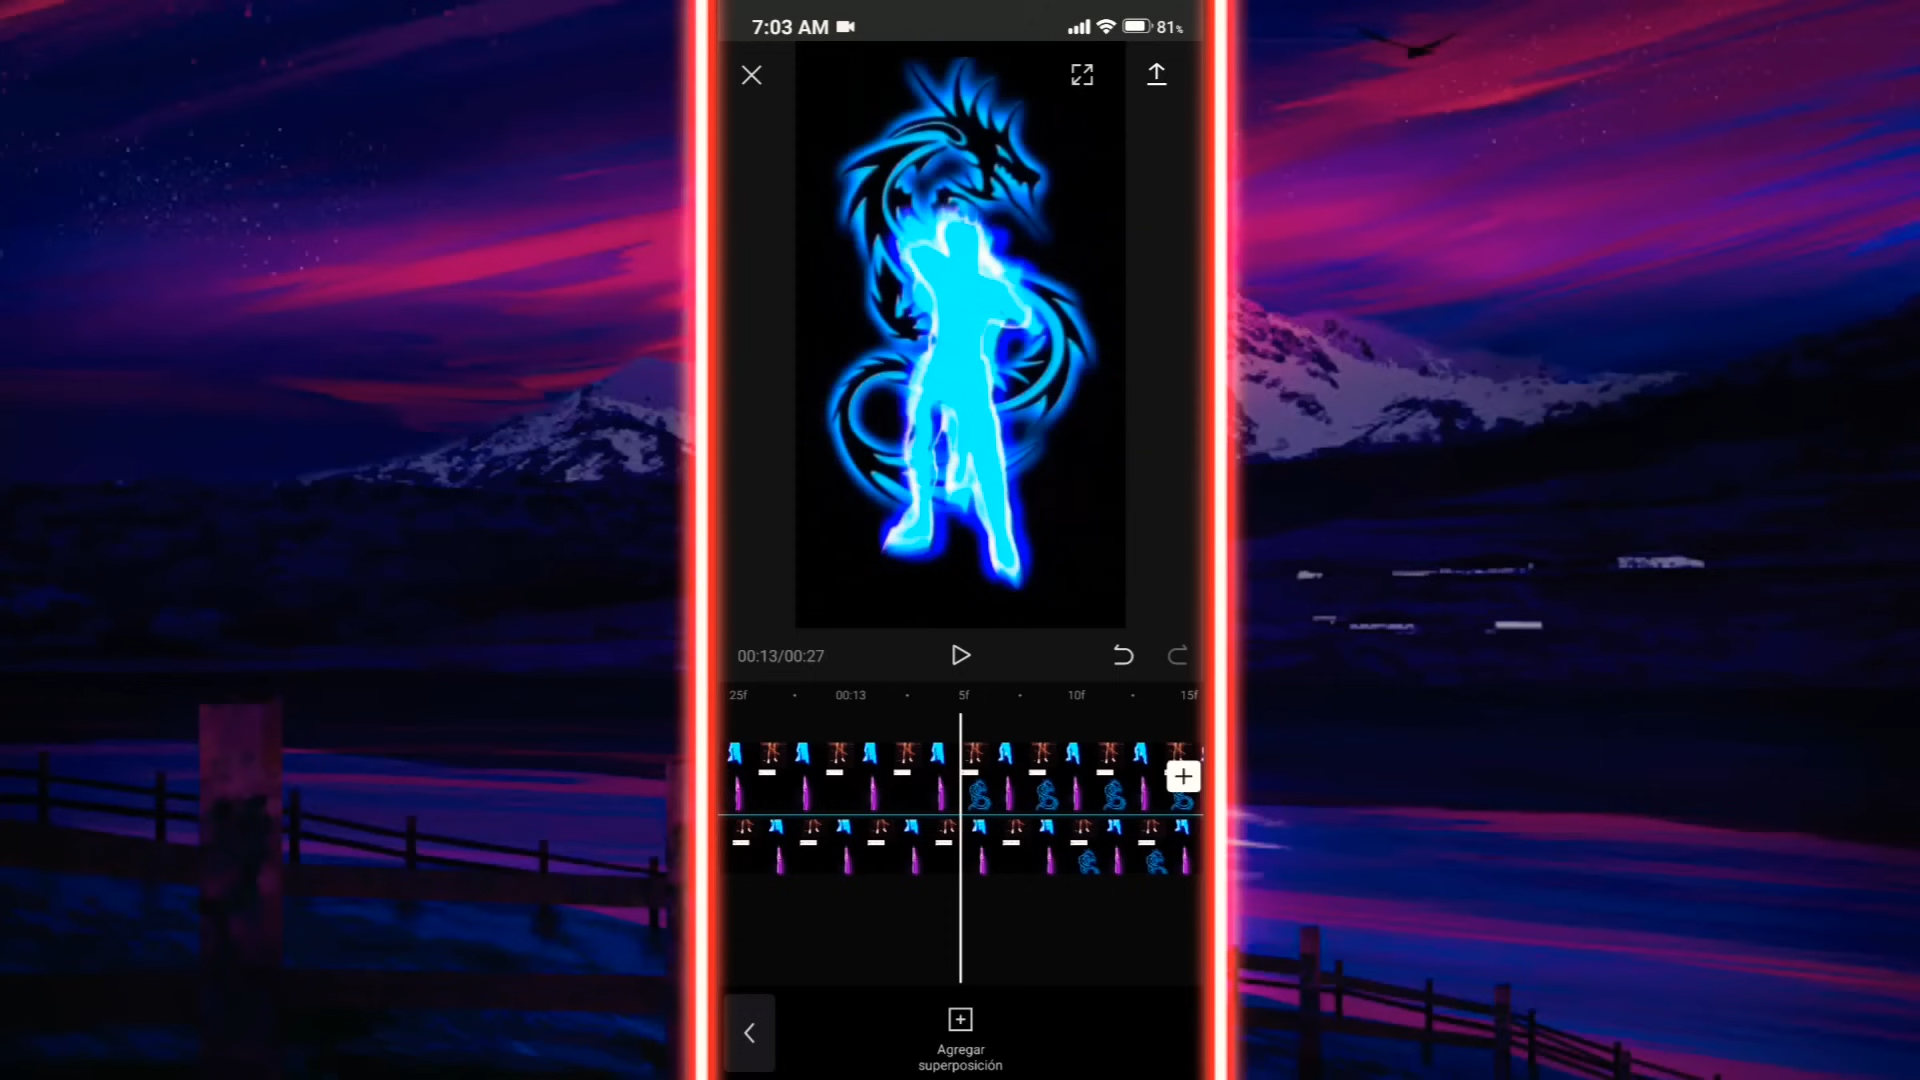 7:03 AM
81%
00:13/00:27
25f
00:13
5f
10f
15f
Agregar
superposición